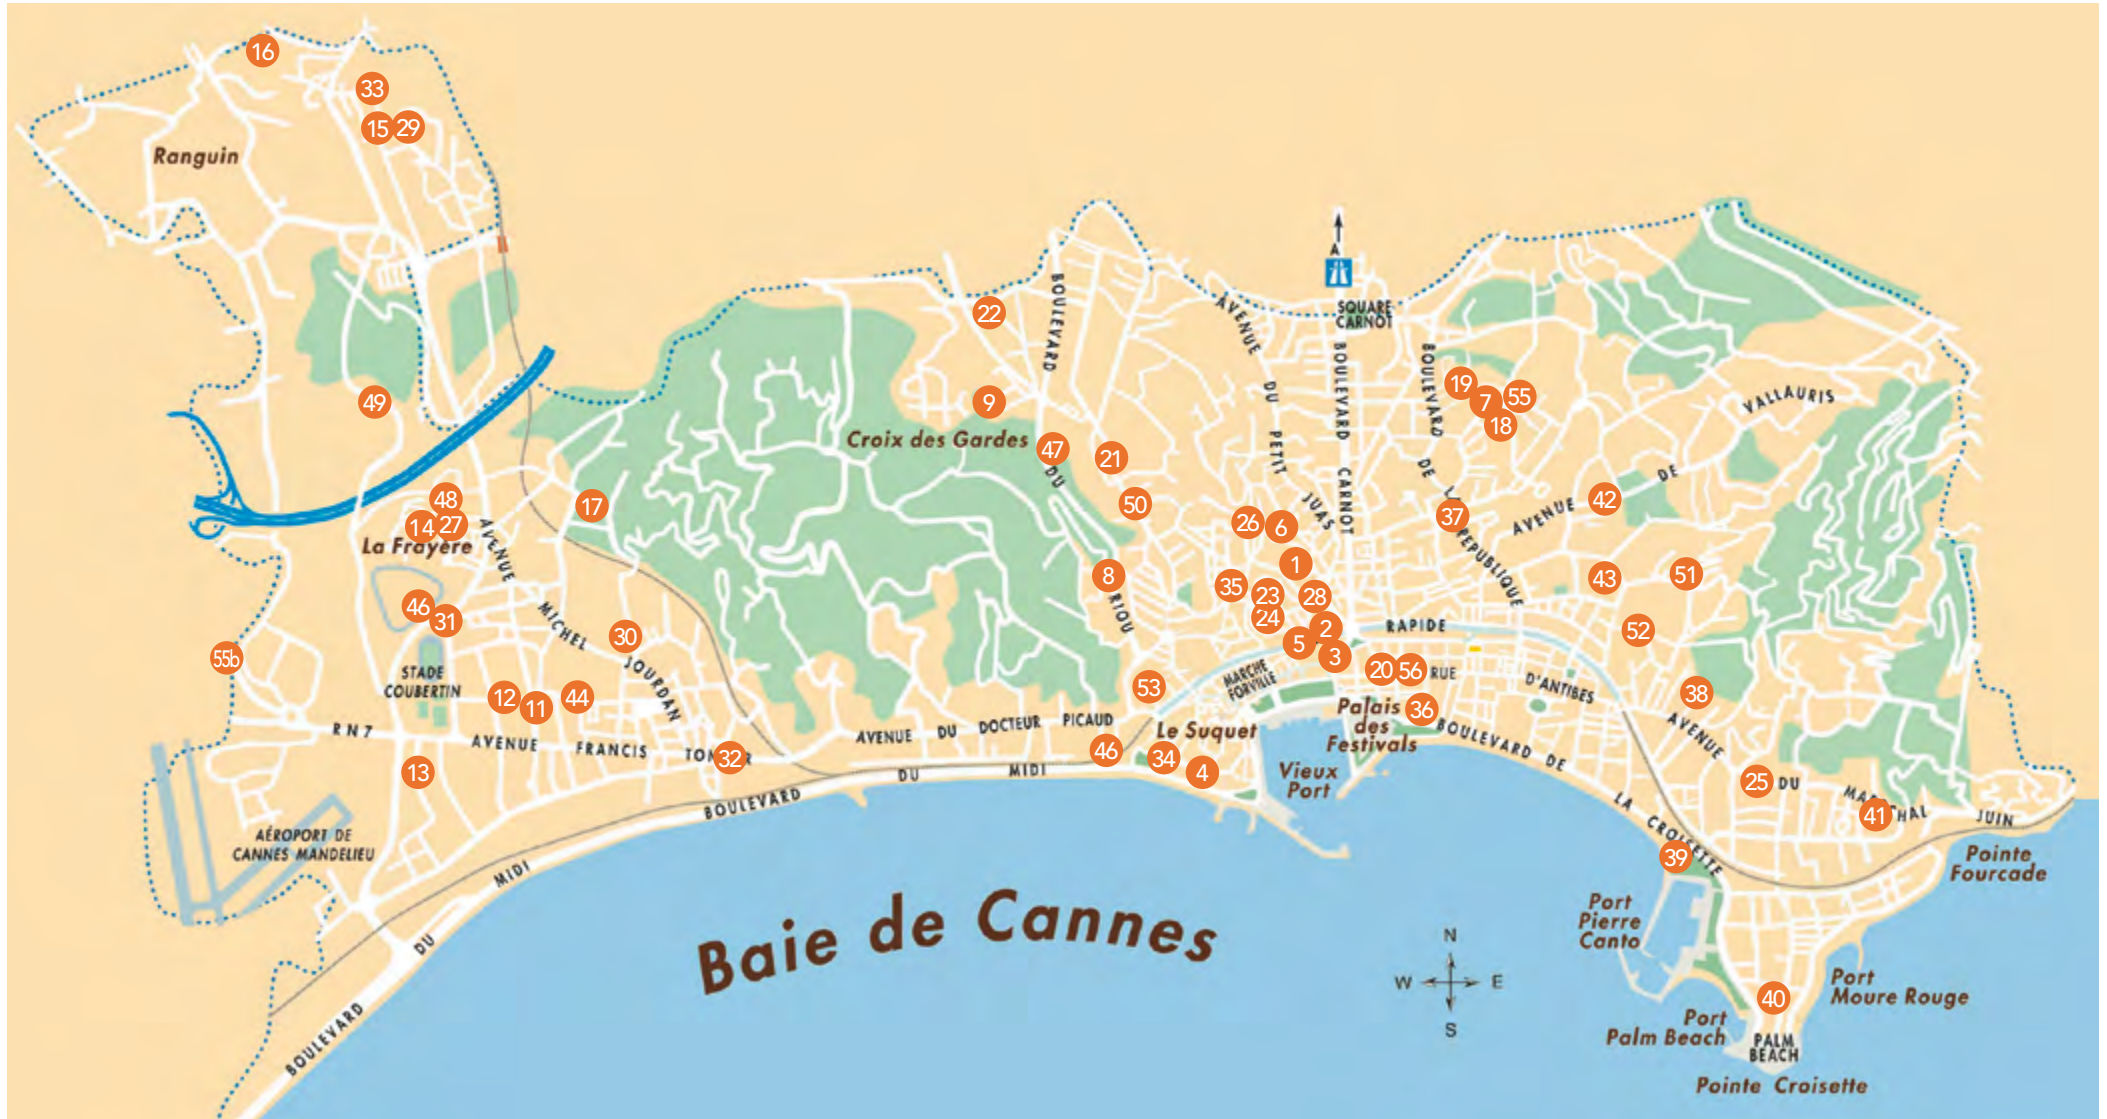 16
33
15
29
Ranguin
49
22
BOULEVARD
DU
RIOU
9
Croix des Gardes
47
21
50
8
AVENUE
DU
PETIT
JUAS
A
SQUARE
CARNOT
BOULEVARD
CARNOT
BOULEVARD
DE
LA
REPUBLIQUE
19
7
55
18
VALLAURIS
DE
AVENUE
42
37
48
14
27
La Frayère
17
AVENUE
MICHEL
JOURDAN
46
31
30
55b
STADE
COUBERTIN
12
11
44
26
6
1
35
23
28
24
2
5
3
RAPIDE
43
51
52
38
20
56
RUE
D'ANTIBES
MARCHE
FORVILLE
53
36
Palais
des
Festivals
Le Suquet
RN7
AVENUE
FRANCIS
32
13
AVENUE DU DOCTEUR PICAUD
46
34
4
BOULEVARD
DU
MIDI
Vieux
Port
BOULEVARD DE
LA CROISETTE
AVENUE
DU
25
41
JUIN
39
AÉROPORT DE
CANNES MANDELIEU
BOULEVARD
DU
MIDI
Baie de Cannes
Pointe
Fourcade
Port
Pierre
Canto
N
W
E
S
Port
Moure Rouge
40
Port
Palm Beach
PALM
BEACH
Pointe Croisette